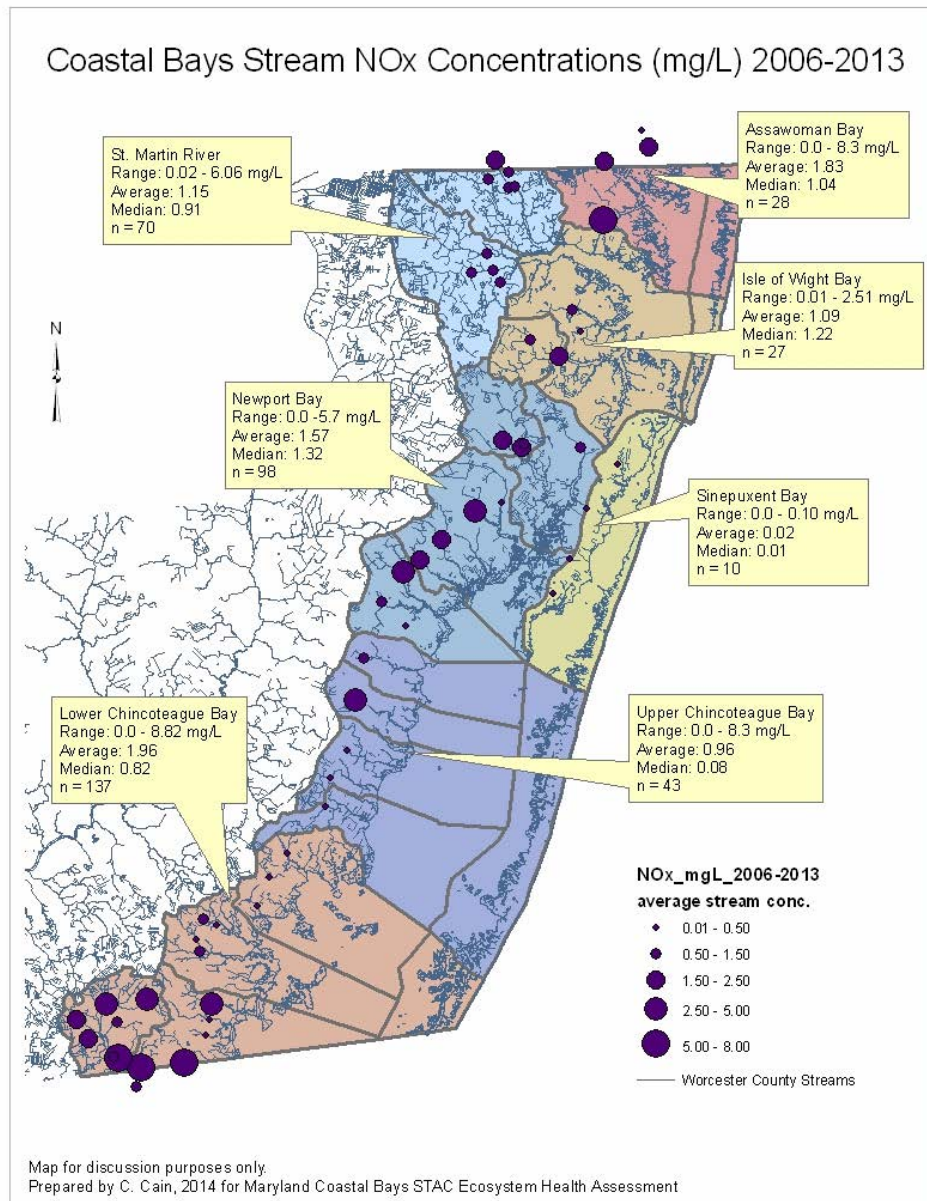 Coastal Bays Stream NOx Concentrations (mg/L) 2006-2013
St. Martin River
Range: 0.02 - 6.06 mg/L
Average: 1.15
Median: 0.91
n = 70
Assawoman Bay
Range: 0.0 - 8.3 mg/L
Average: 1.83
Median: 1.04
n = 28
Isle of Wight Bay
Range: 0.01 - 2.51 mg/L
Average: 1.09
Median: 1.22
n = 27
N
Newport Bay
Range: 0.0 -5.7 mg/L
Average: 1.57
Median: 1.32
n = 98
Sinepuxent Bay
Range: 0.0 - 0.10 mg/L
Average: 0.02
Median: 0.01
n = 10
Lower Chincoteague Bay
Range: 0.0 - 8.82 mg/L
Average: 1.96
Median: 0.82
n = 137
Upper Chincoteague Bay
Range: 0.0 - 8.3 mg/L
Average: 0.96
Median: 0.08
n = 43
NOx_mgL_2006-2013
average stream conc.
0.01 - 0.50
0.50 - 1.50
1.50 - 2.50
2.50 - 5.00
5.00 - 8.00
Worcester County Streams
Map for discussion purposes only.
Prepared by C. Cain, 2014 for Maryland Coastal Bays STAC Ecosystem Health Assessment